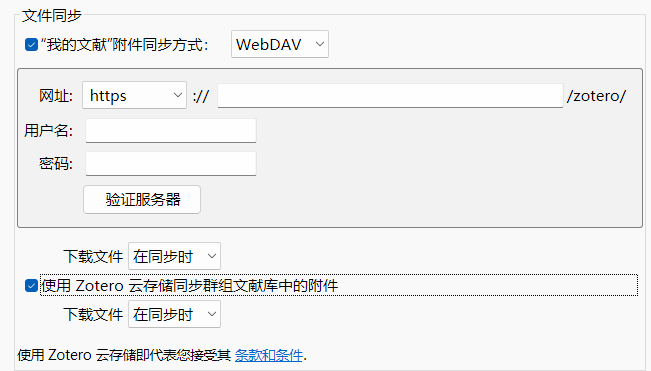 文件同步
“我的文献”附件同步方式： WebDAV
网址: https :// /zotero/
用户名:
密码:
验证服务器
下载文件 在同步时
使用 Zotero 云存储同步群组文献库中的附件
下载文件 在同步时
使用 Zotero 云存储即代表您接受其 条款和条件.